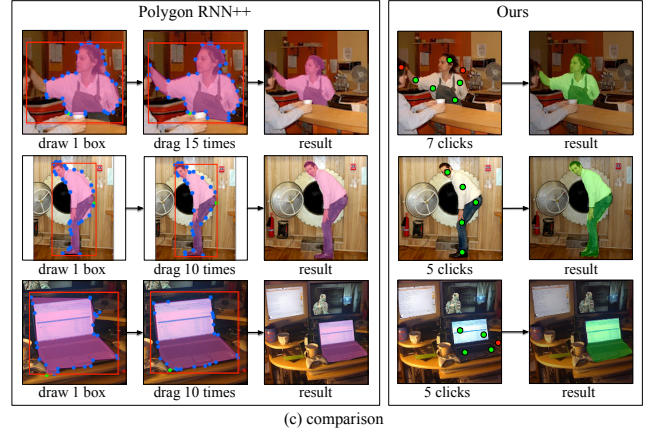 Polygon RNN++
Ours
draw 1 box
drag 15 times
result
7 clicks
result
draw 1 box
drag 10 times
result
5 clicks
result
draw 1 box
drag 10 times
result
5 clicks
result
(c) comparison